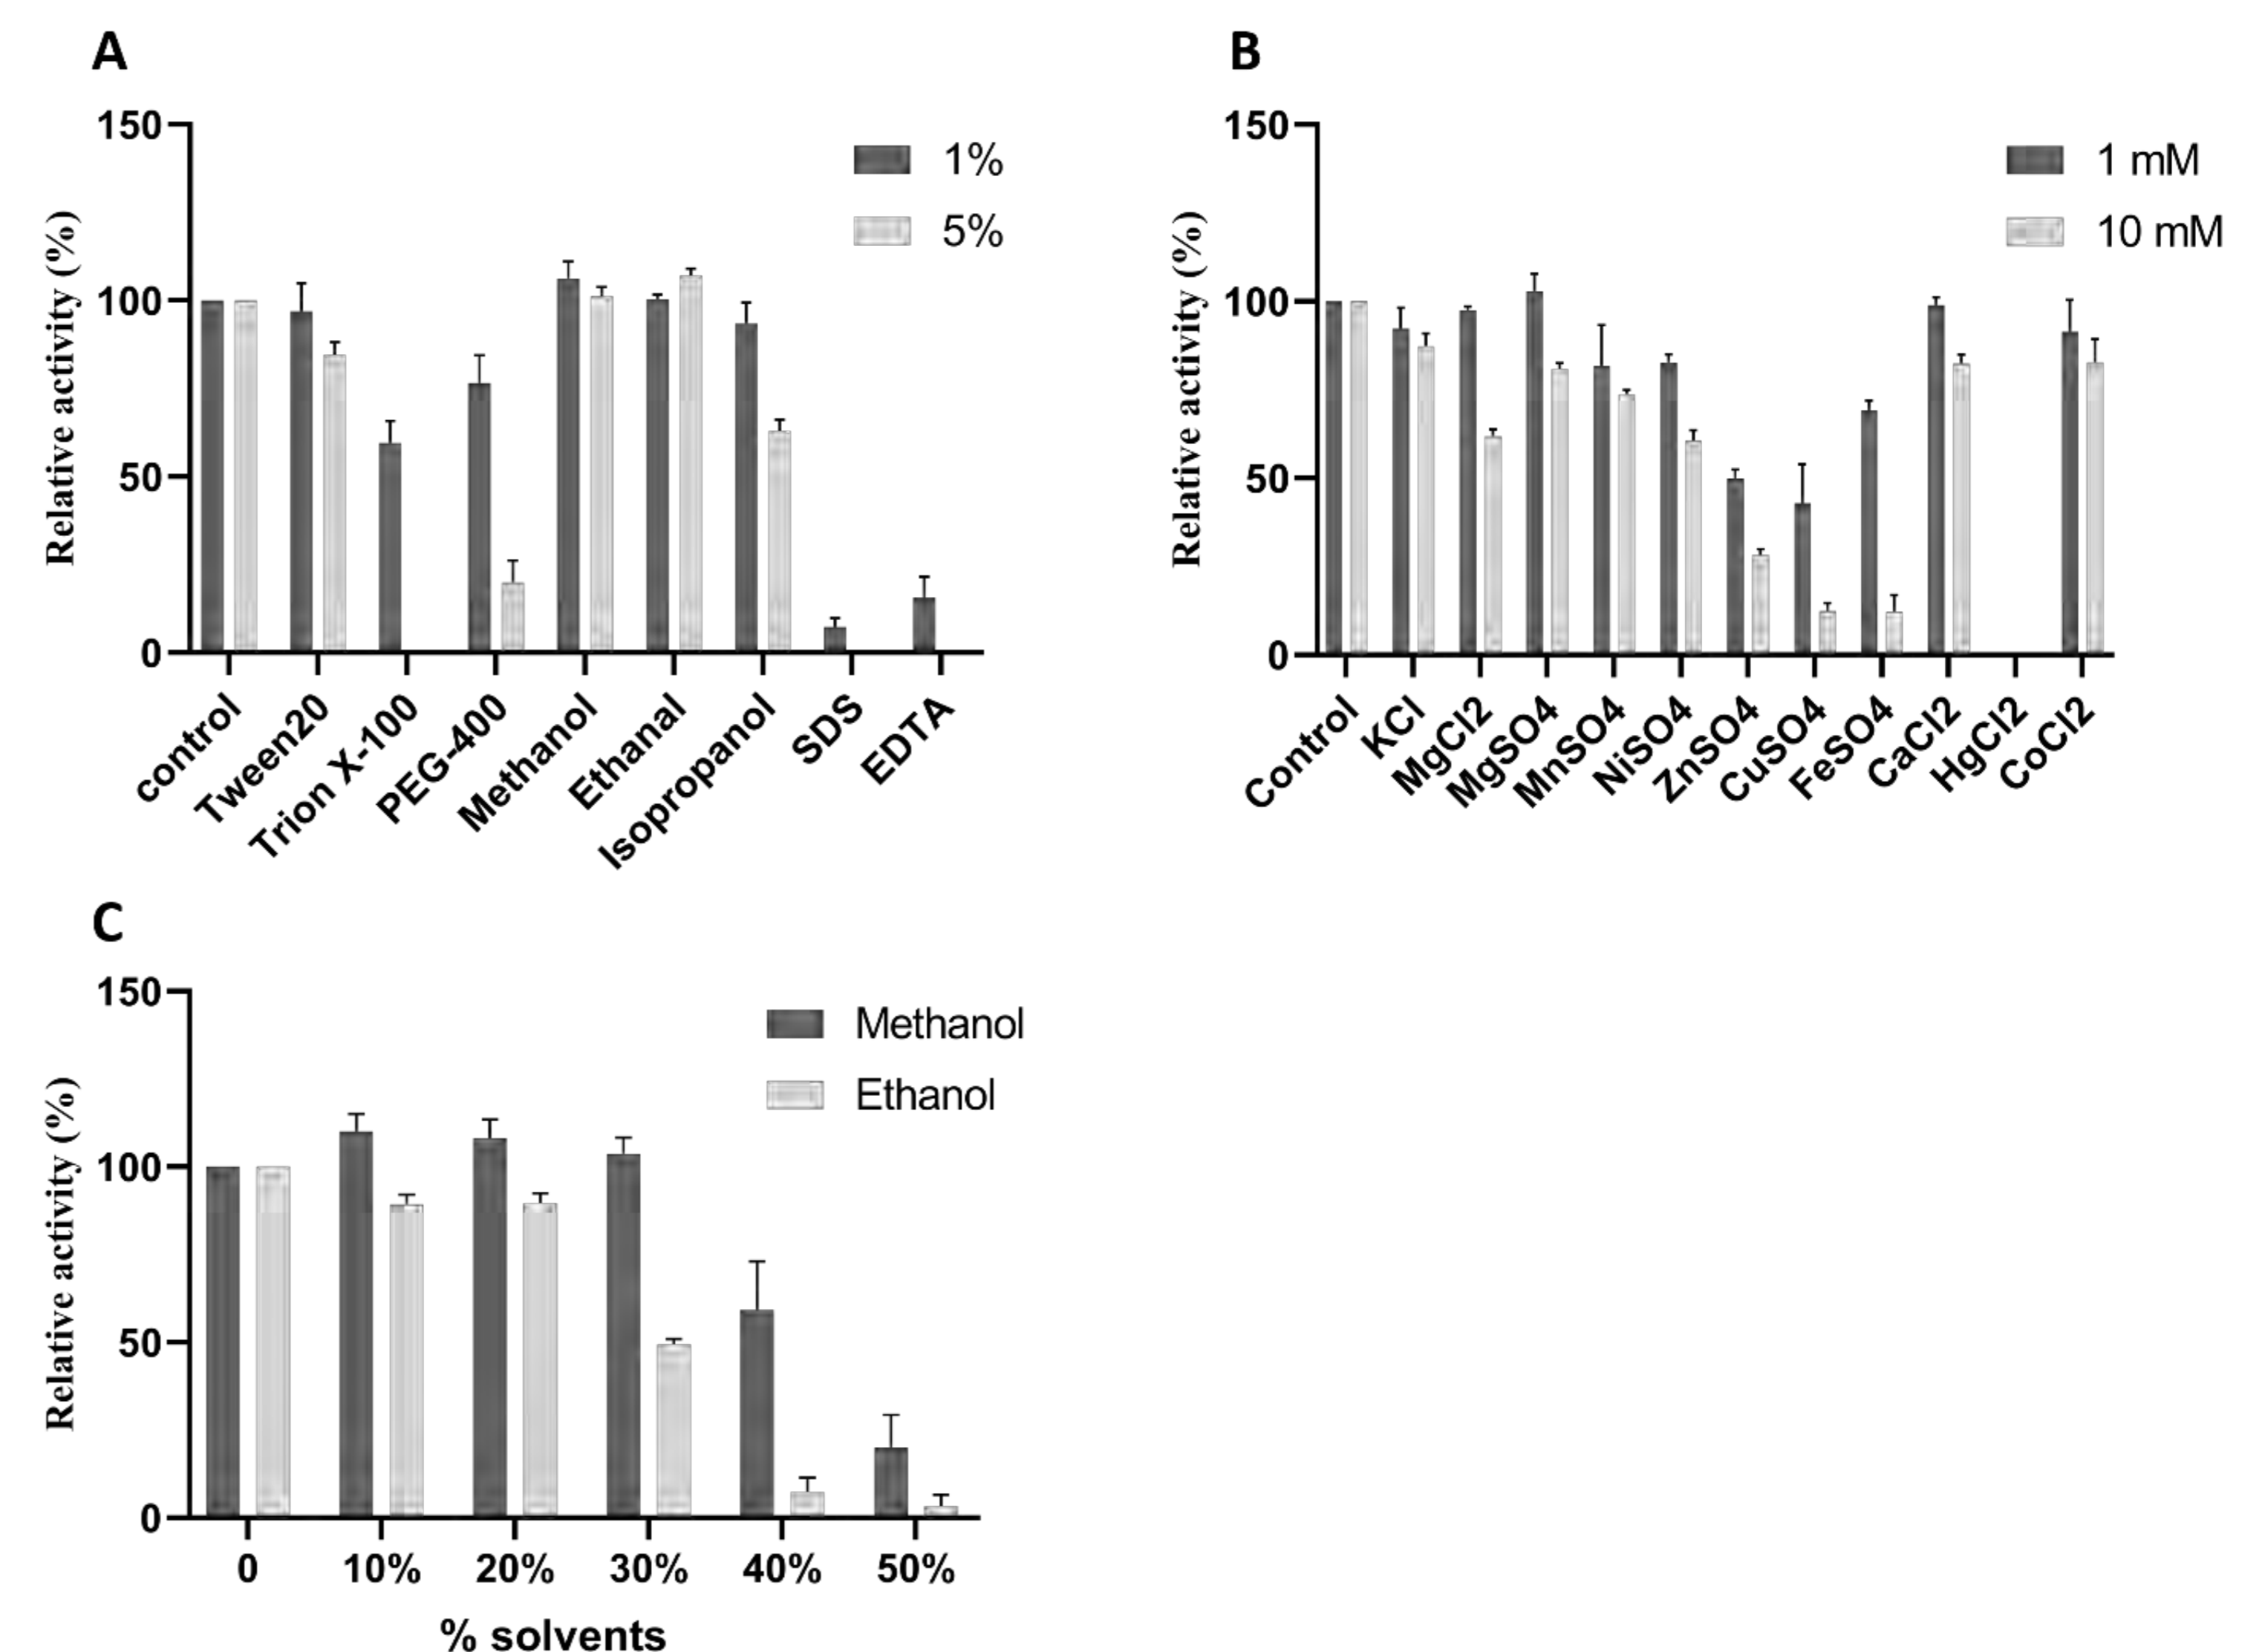 A
150
100
50
0
Relative activity (%)
1%
5%
control
Tween20
Trion X-100
PEG-400
Methanol
Ethanal
Isopropanol
SDS
EDTA
B
150
100
50
0
Relative activity (%)
1 mM
10 mM
Control
KCl
MgCl2
MgSO4
MnSO4
NiSO4
ZnSO4
CuSO4
FeSO4
CaCl2
HgCl2
CoCl2
C
150
100
50
0
Relative activity (%)
Methanol
Ethanol
0
10%
20%
30%
40%
50%
% solvents